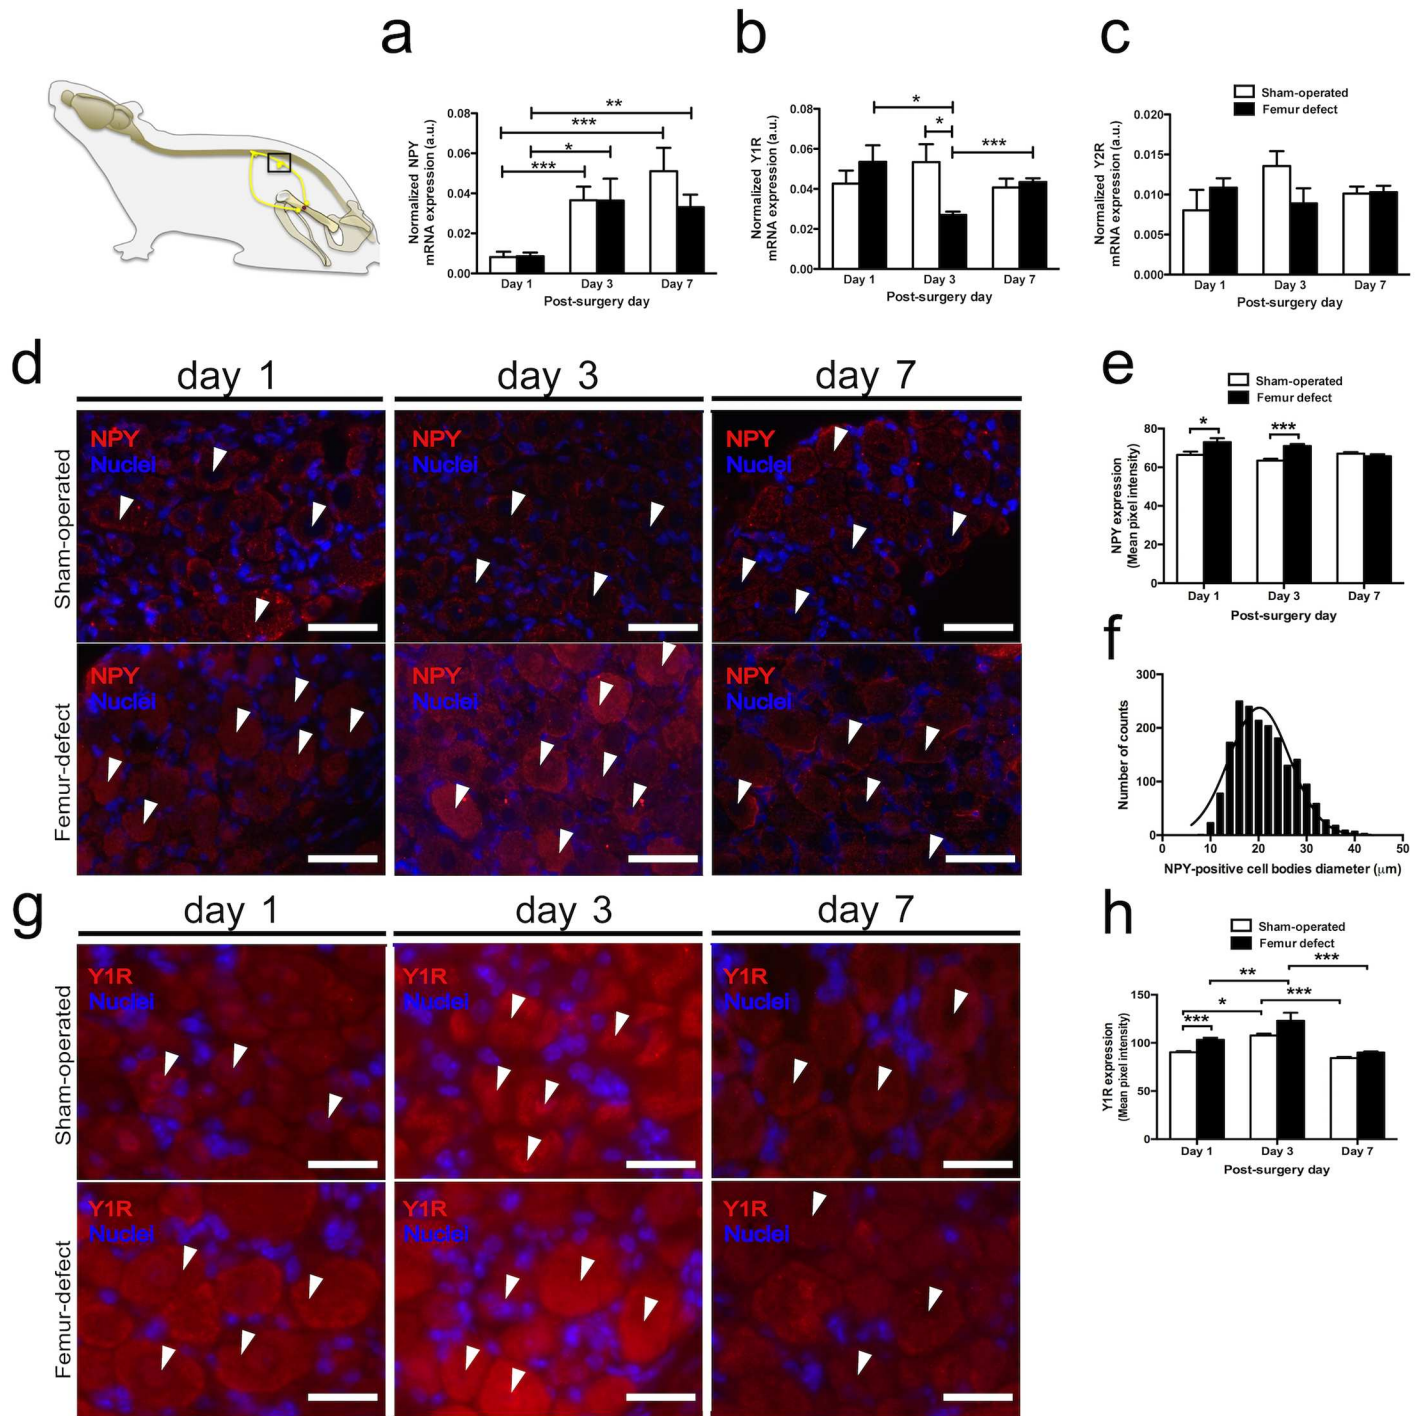 a
b
c
Normalized NPY
mRNA expression (a.u.)
0.08
0.06
0.04
0.02
0.00
**
***
*
***
Day 1
Day 3
Day 7
Post-surgery day
Normalized Y1R
mRNA expression (a.u.)
0.08
0.06
0.04
0.02
0.00
*
*
***
Day 1
Day 3
Day 7
Post-surgery day
Sham-operated
Femur defect
Normalized Y2R
mRNA expression (a.u.)
0.020
0.015
0.010
0.005
0.000
Day 1
Day 3
Day 7
Post-surgery day
d
day 1
day 3
day 7
Sham-operated
NPY
Nuclei
NPY
Nuclei
NPY
Nuclei
Femur-defect
NPY
Nuclei
NPY
Nuclei
NPY
Nuclei
e
Sham-operated
Femur defect
NPY expression
(Mean pixel intensity)
80
60
40
20
0
*
***
Day 1
Day 3
Day 7
Post-surgery day
f
Number of counts
300
200
100
0
0
10
20
30
40
50
NPY-positive cell bodies diameter (μm)
g
day 1
day 3
day 7
Sham-operated
Y1R
Nuclei
Y1R
Nuclei
Y1R
Nuclei
Femur-defect
Y1R
Nuclei
Y1R
Nuclei
Y1R
Nuclei
h
Sham-operated
Femur defect
Y1R expression
(Mean pixel intensity)
150
100
50
0
***
**
*
***
***
Day 1
Day 3
Day 7
Post-surgery day